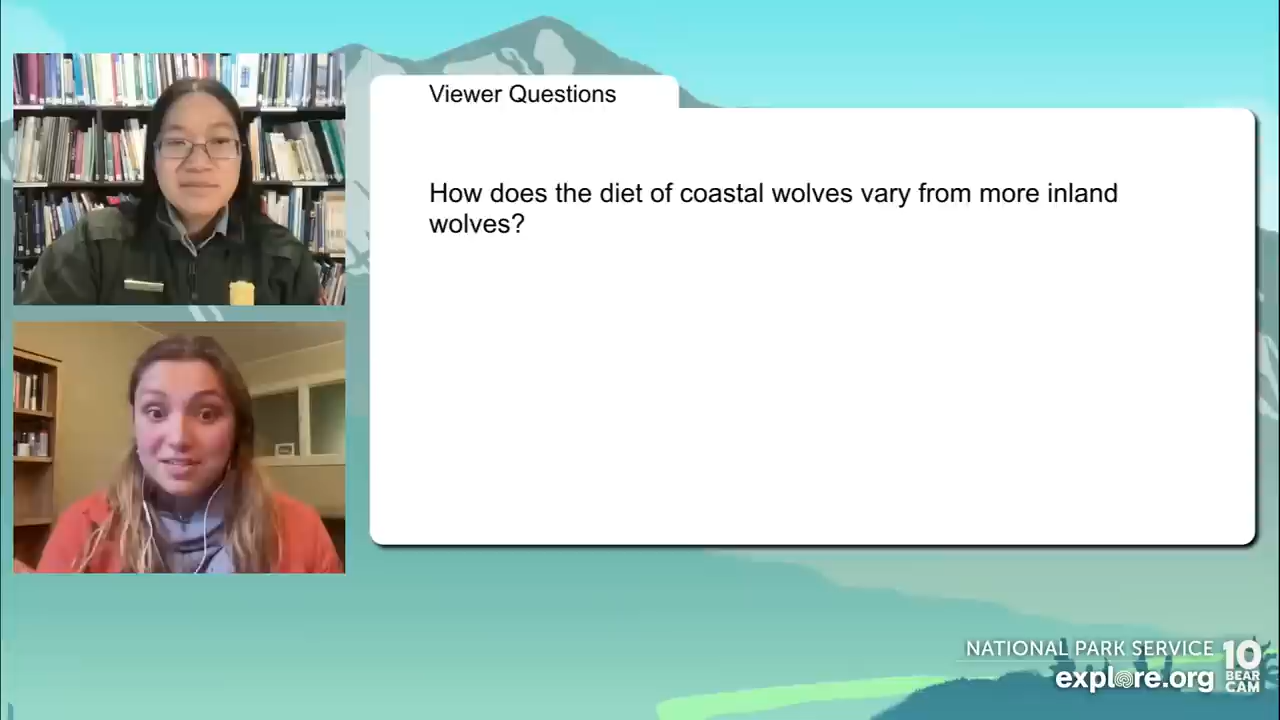 Viewer Questions
How does the diet of coastal wolves vary from more inland
wolves?
NATIONAL PARK SERVICE
explore.org
10
BEAR
CAM